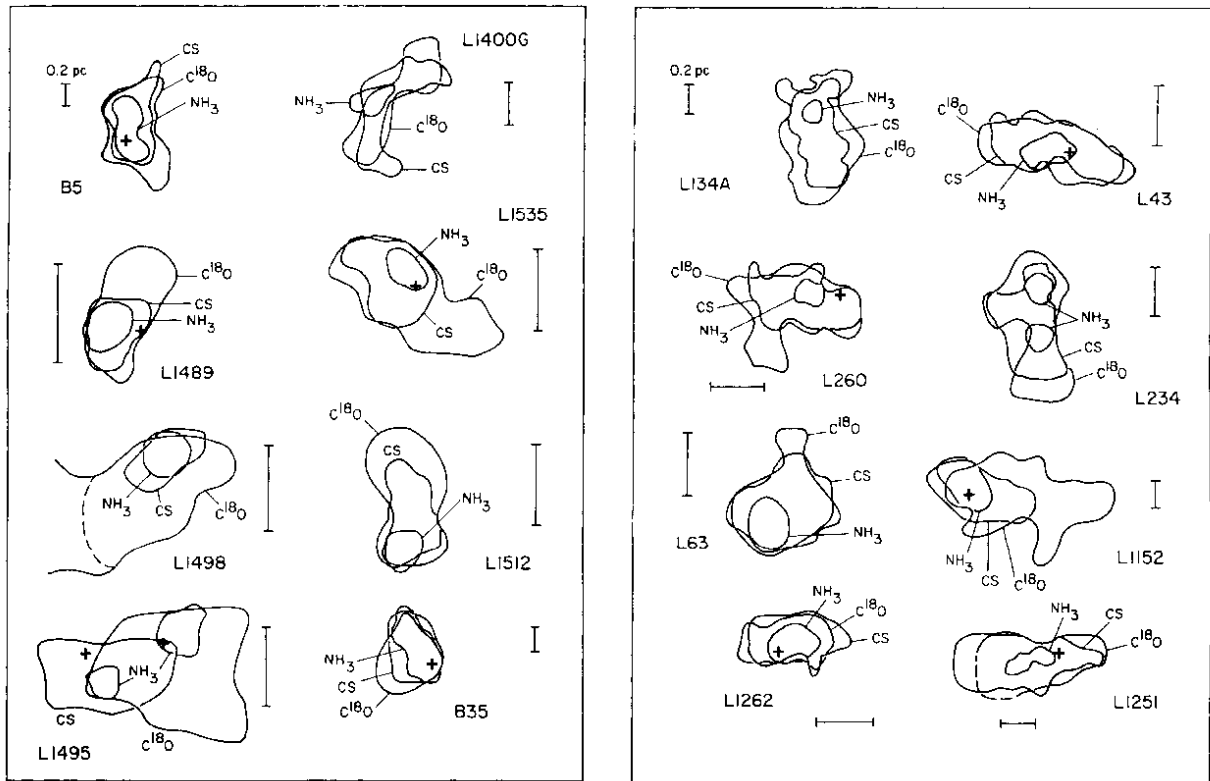 CS
C¹⁸O
0.2 pc
NH₃
B5
L1400G
NH₃
C¹⁸O
CS
C¹⁸O
CS
NH₃
L1489
L1535
NH₃
C¹⁸O
CS
NH₃
CS
C¹⁸O
L1498
C¹⁸O
CS
NH₃
L1512
NH₃
CS
C¹⁸O
L1495
NH₃
CS
C¹⁸O
B35
0.2 pc
NH₃
CS
C¹⁸O
L134A
C¹⁸O
CS
NH₃
L43
C¹⁸O
CS
NH₃
L260
NH₃
CS
C¹⁸O
L234
C¹⁸O
CS
L63
NH₃
L1152
NH₃
CS
C¹⁸O
NH₃
C¹⁸O
CS
L1262
NH₃
CS
C¹⁸O
L1251